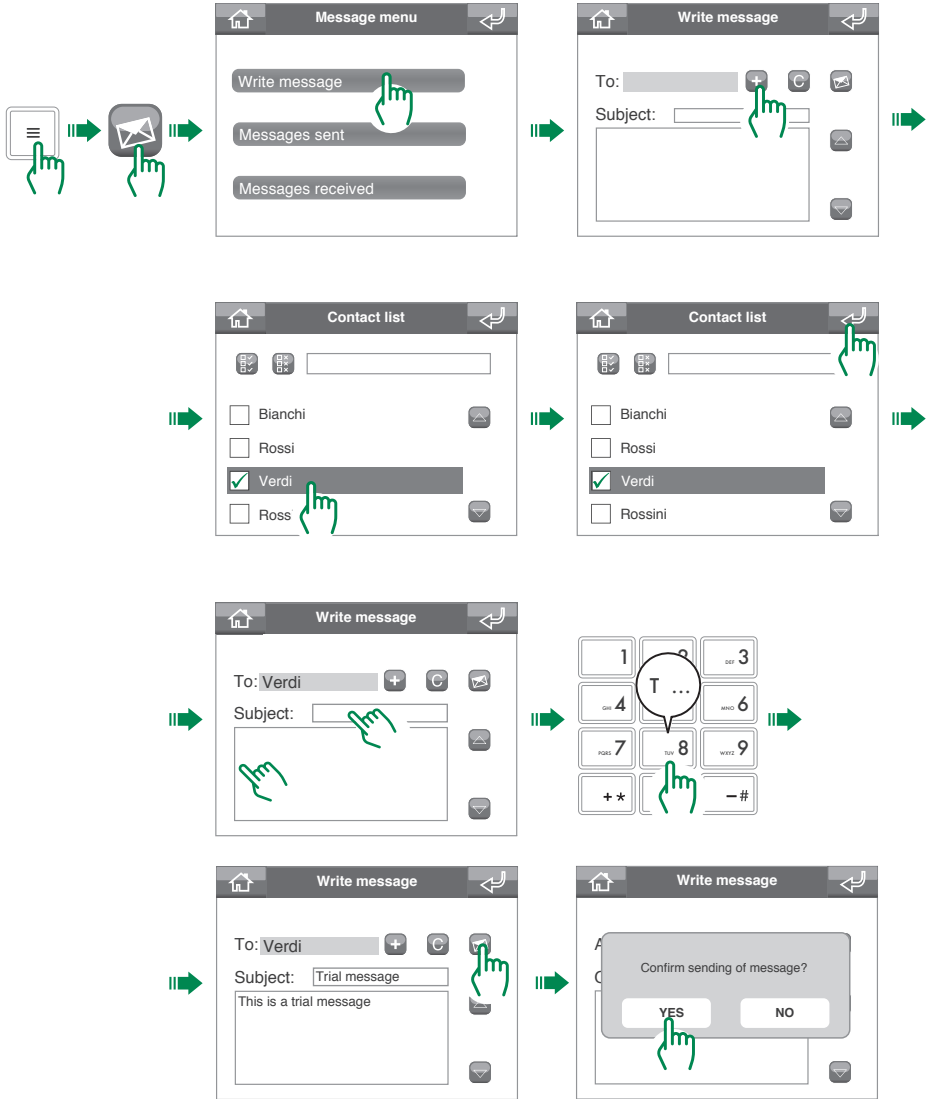 Message menu
Write message
Messages sent
Messages received
Write message
To:
C
Subject:
Contact list
Bianchi
Rossi
Verdi
Ross
Contact list
Bianchi
Rossi
Verdi
Rossini
Write message
To: Verdi
C
Subject:
1
DEF 3
GHI 4
T ...
MNO 6
PQRS 7
TUV 8
WXYZ 9
+ *
– #
Write message
To: Verdi
C
Subject: Trial message
This is a trial message
Write message
Confirm sending of message?
YES NO